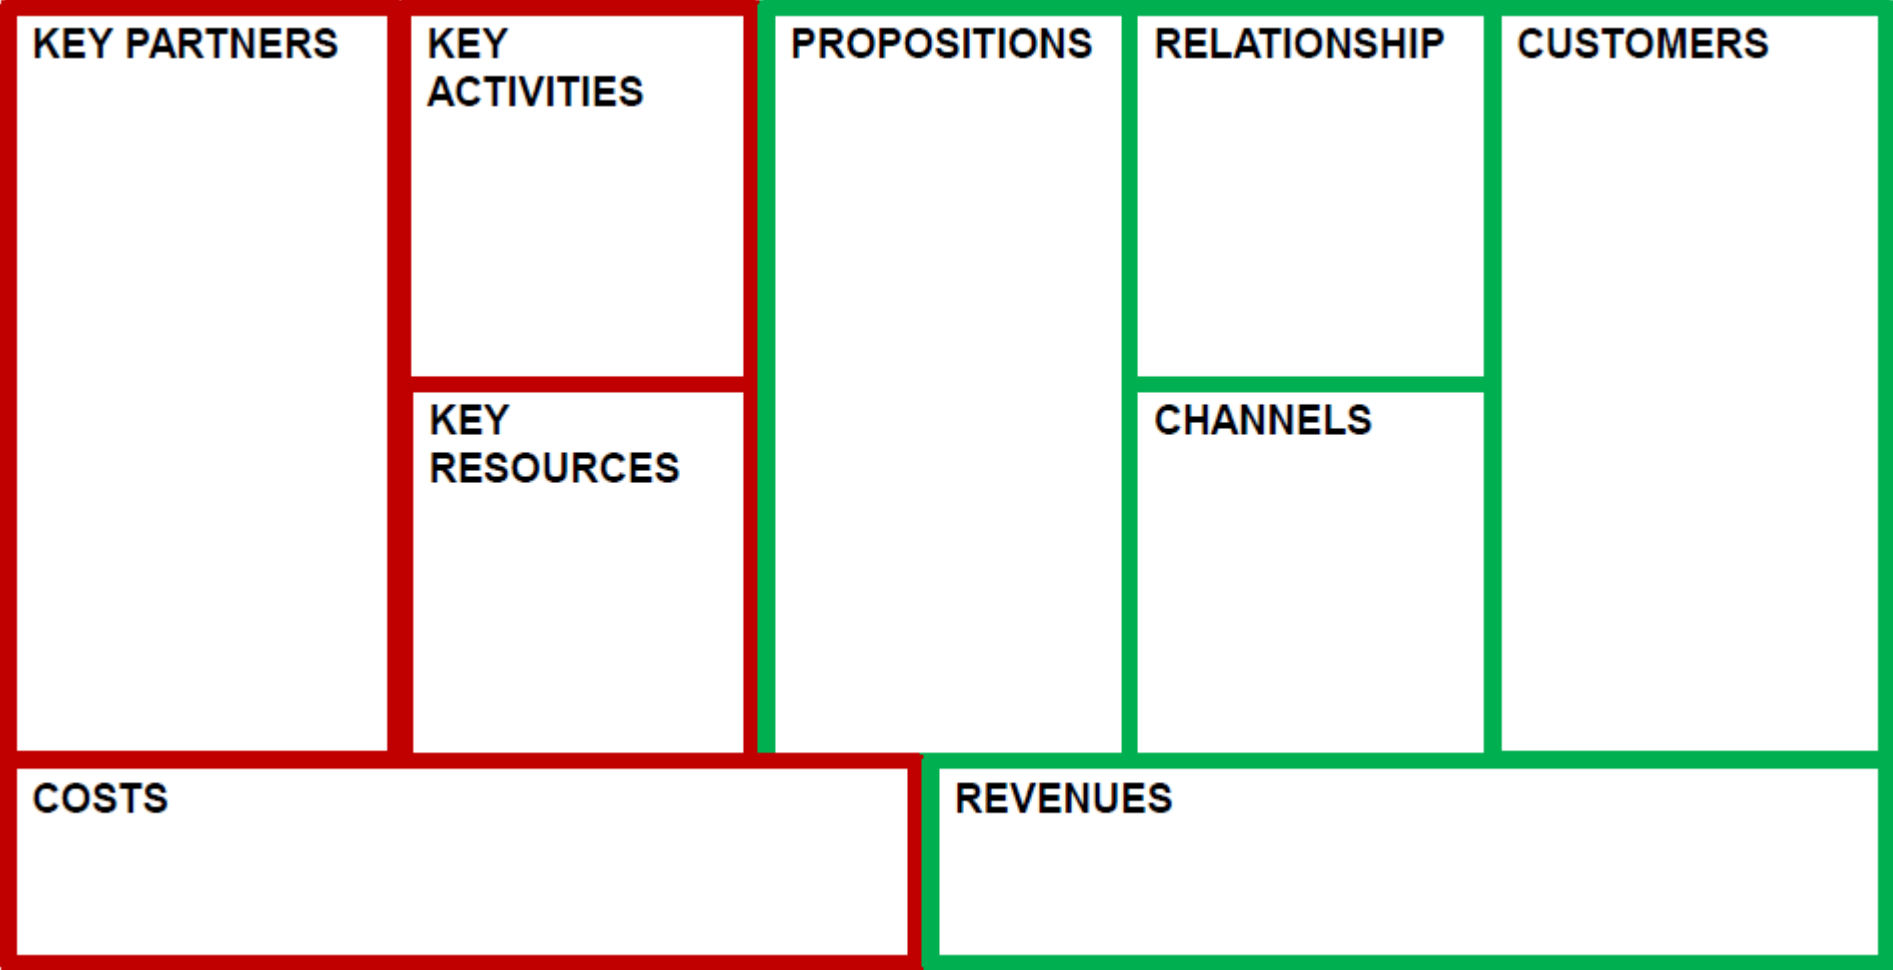 KEY PARTNERS
KEY
ACTIVITIES
KEY
RESOURCES
PROPOSITIONS
RELATIONSHIP
CHANNELS
CUSTOMERS
COSTS
REVENUES